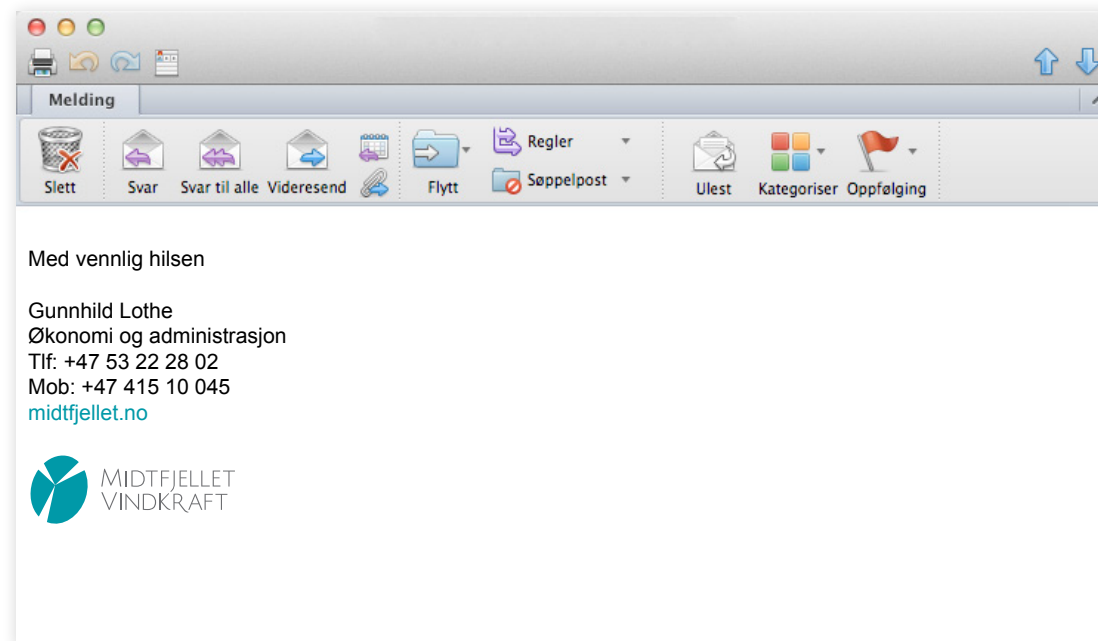 Melding
Slett
Svar
Svar til alle
Videresend
Flytt
Regler
Søppelpost
Ulest
Kategoriser
Oppfølging
Med vennlig hilsen
Gunnhild Lothe
Økonomi og administrasjon
Tlf: +47 53 22 28 02
Mob: +47 415 10 045
midtfjellet.no
MIDTFJELLET
VINDKRAFT